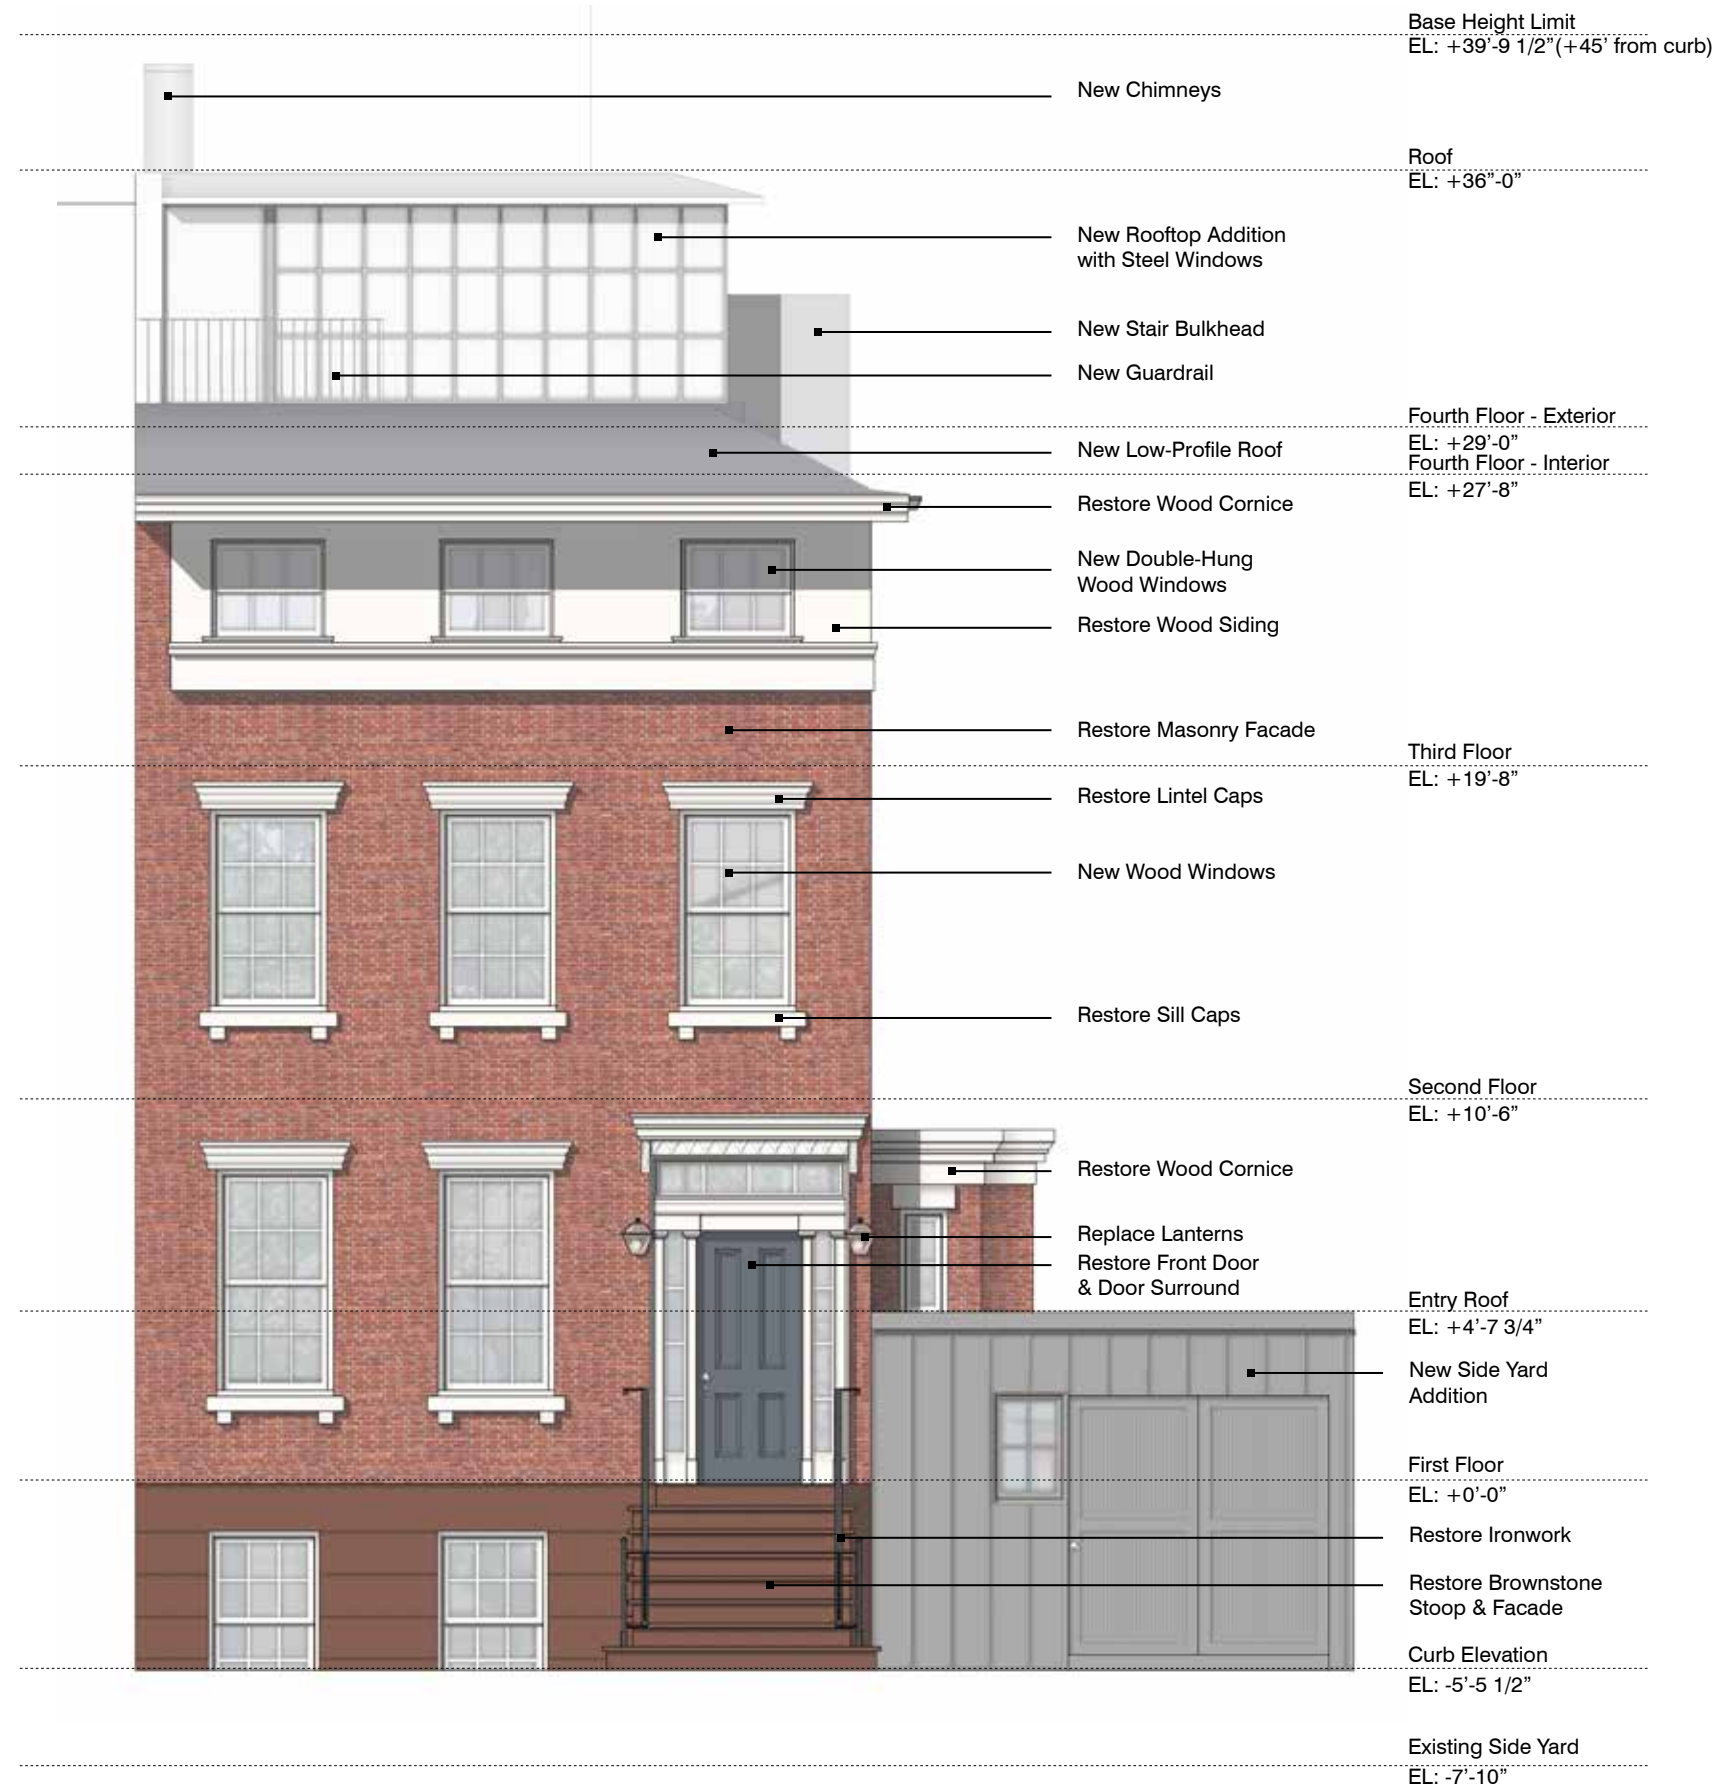 Base Height Limit
EL: +39’-9 1/2”(+45’ from curb)
New Chimneys
Roof
EL: +36”-0”
New Rooftop Addition
with Steel Windows
New Stair Bulkhead
New Guardrail
Fourth Floor - Exterior
EL: +29’-0”
New Low-Profile Roof
Fourth Floor - Interior
EL: +27’-8”
Restore Wood Cornice
New Double-Hung
Wood Windows
Restore Wood Siding
Restore Masonry Facade
Third Floor
EL: +19’-8”
Restore Lintel Caps
New Wood Windows
Restore Sill Caps
Second Floor
EL: +10’-6”
Restore Wood Cornice
Replace Lanterns
Restore Front Door
& Door Surround
Entry Roof
EL: +4’-7 3/4”
New Side Yard
Addition
First Floor
EL: +0’-0”
Restore Ironwork
Restore Brownstone
Stoop & Facade
Curb Elevation
EL: -5’-5 1/2”
Existing Side Yard
EL: -7’-10”